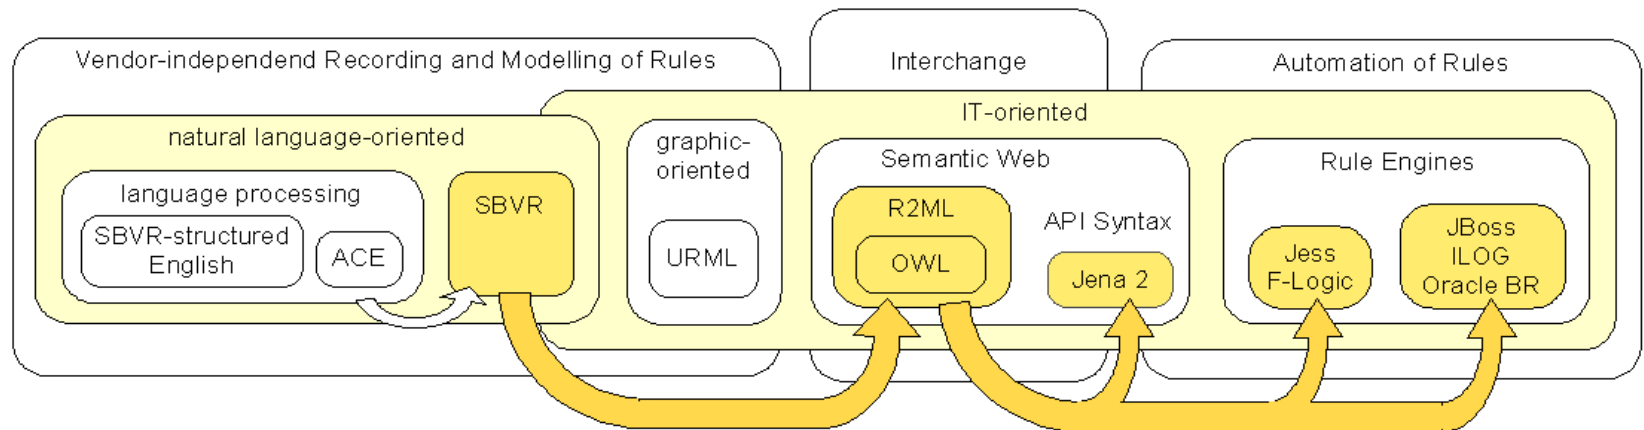 Vendor-independend Recording and Modelling of Rules
Interchange
Automation of Rules
IT-oriented
natural language-oriented
graphic-
oriented
Semantic Web
Rule Engines
language processing
SBVR
R2ML
API Syntax
SBVR-structured
English
ACE
URML
OWL
Jena 2
Jess
F-Logic
JBoss
ILOG
Oracle BR